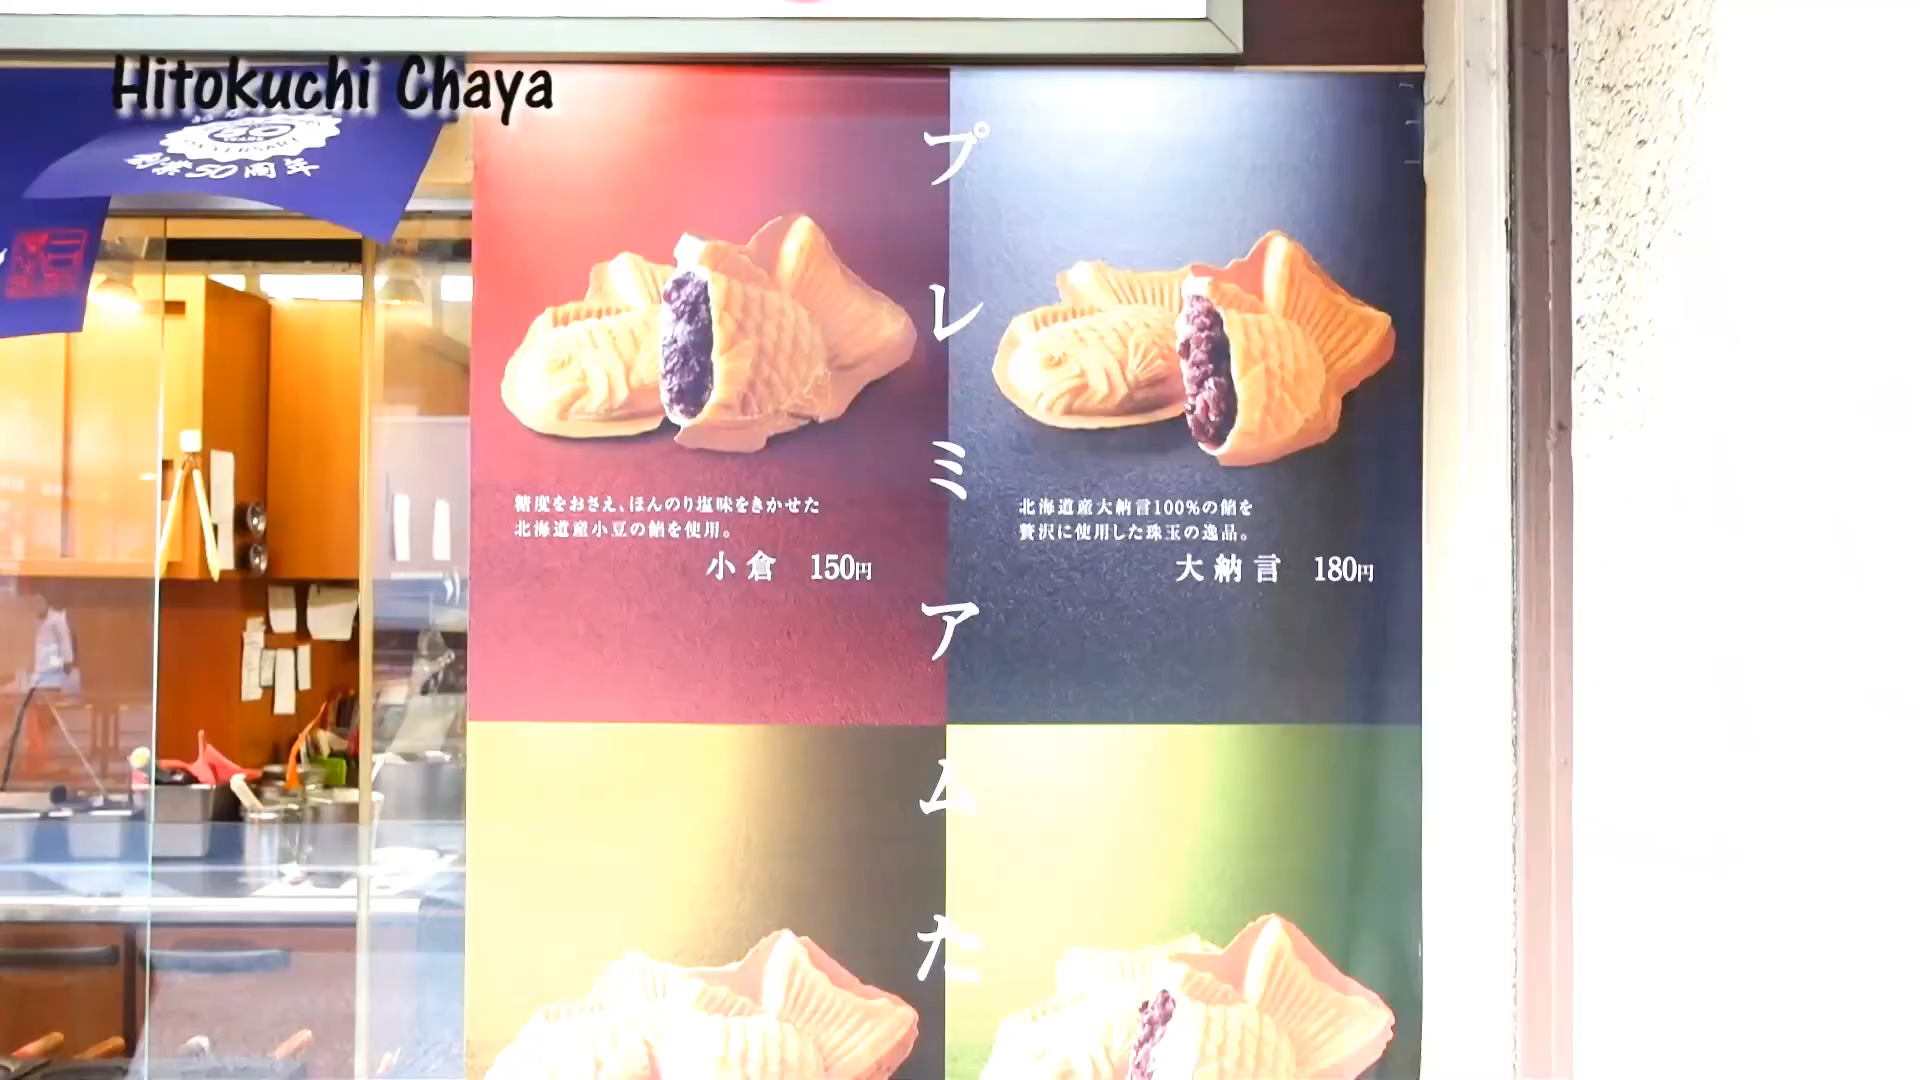 Hitokuchi Chaya
創業50周年
プレミアムた
糖度をおさえ、ほんのり塩味をきかせた
北海道産小豆の餡を使用。
小倉 150円
北海道産大納言100%の餡を
贅沢に使用した珠玉の逸品。
大納言 180円